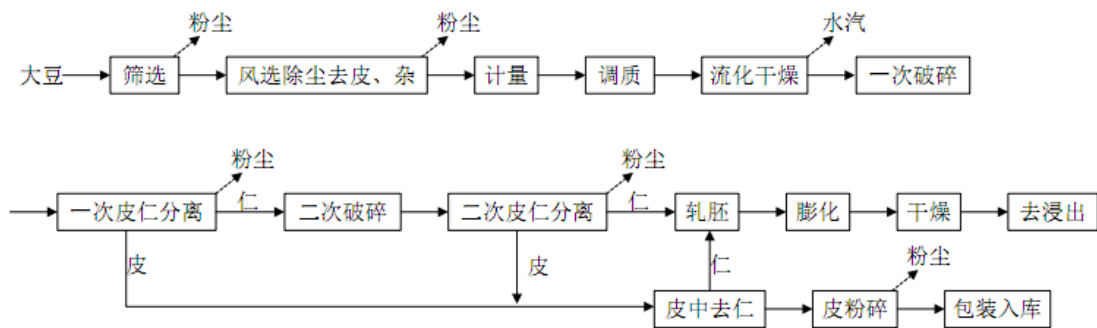 粉尘 粉尘 水汽
大豆 筛选 风选除尘去皮、杂 计量 调质 流化干燥 一次破碎
粉尘 粉尘
一次皮仁分离 仁 二次破碎 二次皮仁分离 仁 轧胚 膨化 干燥 去浸出
皮 皮 仁 粉尘
皮中去仁 皮粉碎 包装入库